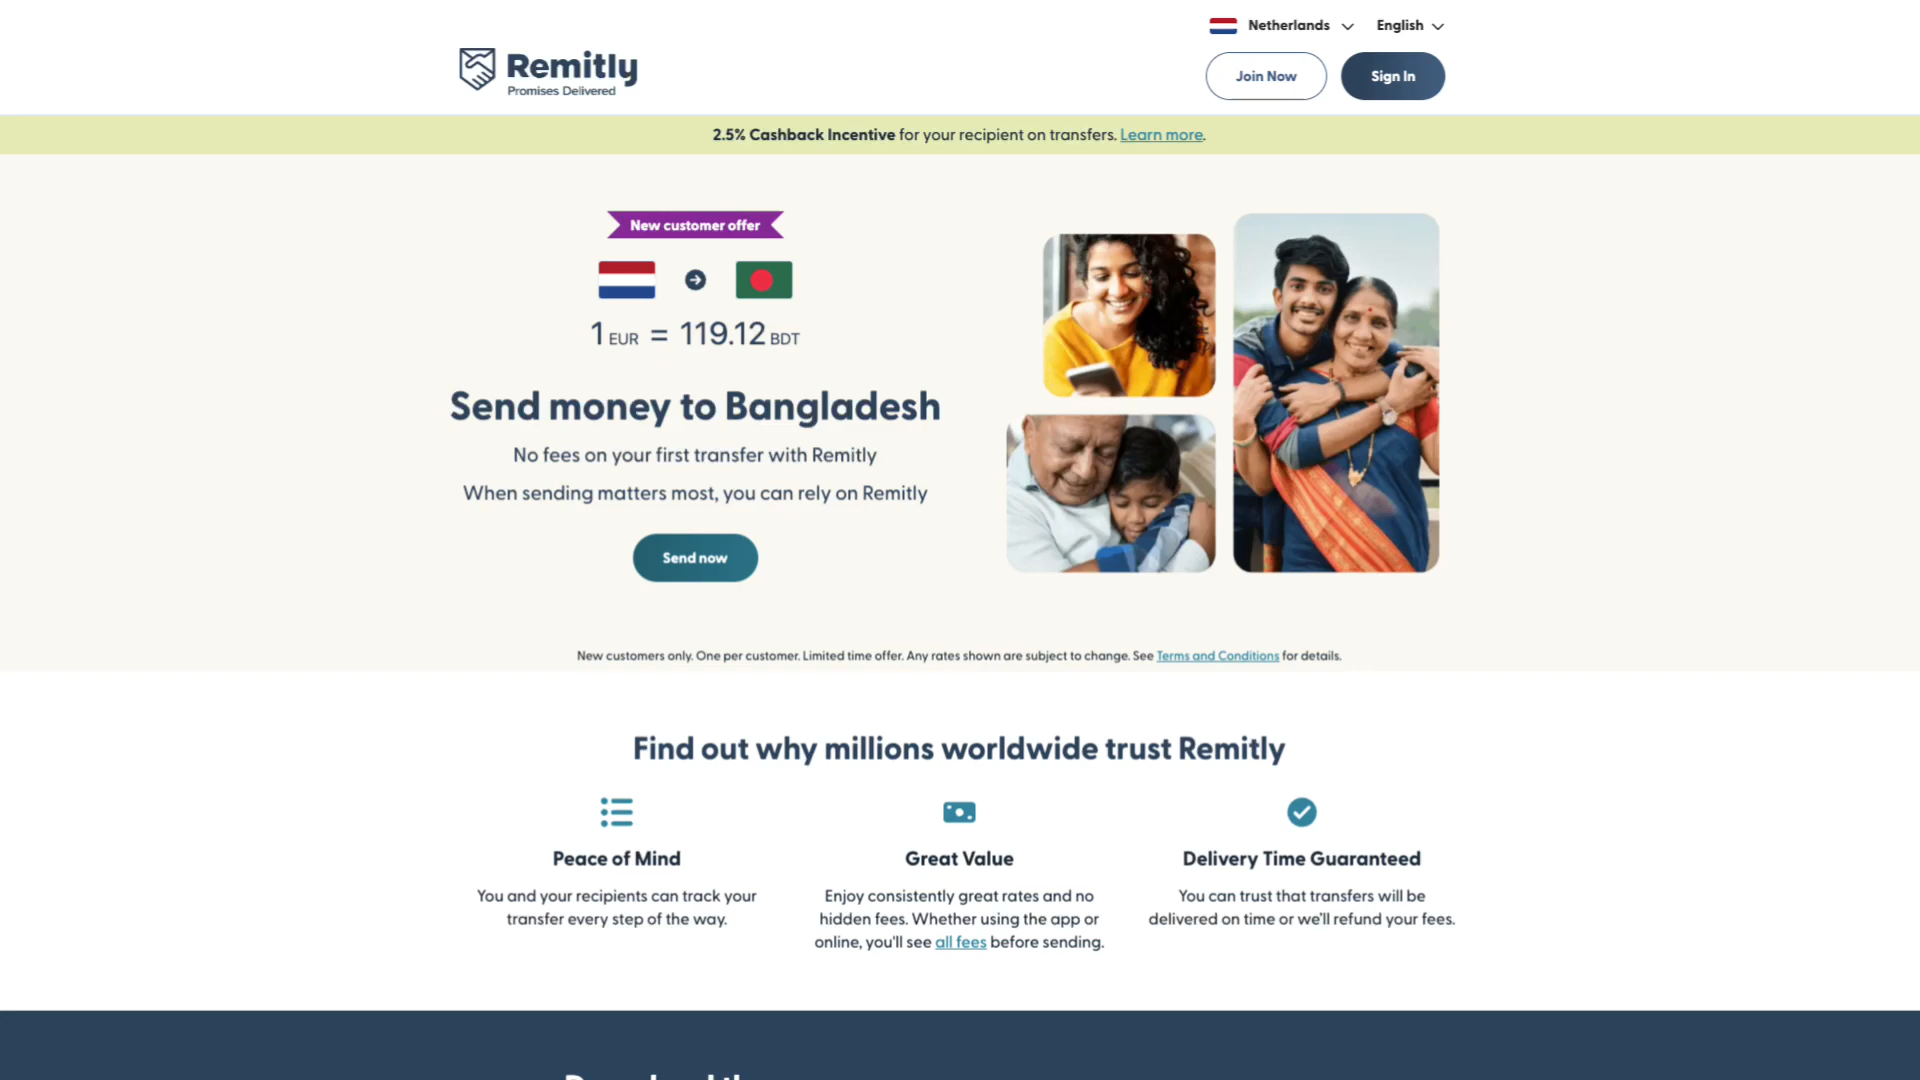 Netherlands English
Remitly
Promises Delivered
Join Now Sign In
2.5% Cashback Incentive for your recipient on transfers. Learn more.
New customer offer
1 EUR = 119.12 BDT
Send money to Bangladesh
No fees on your first transfer with Remitly
When sending matters most, you can rely on Remitly
Send now
New customers only. One per customer. Limited time offer. Any rates shown are subject to change. See Terms and Conditions for details.
Find out why millions worldwide trust Remitly
Peace of Mind
You and your recipients can track your
transfer every step of the way.
Great Value
Enjoy consistently great rates and no
hidden fees. Whether using the app or
online, you'll see all fees before sending.
Delivery Time Guaranteed
You can trust that transfers will be
delivered on time or we'll refund your fees.